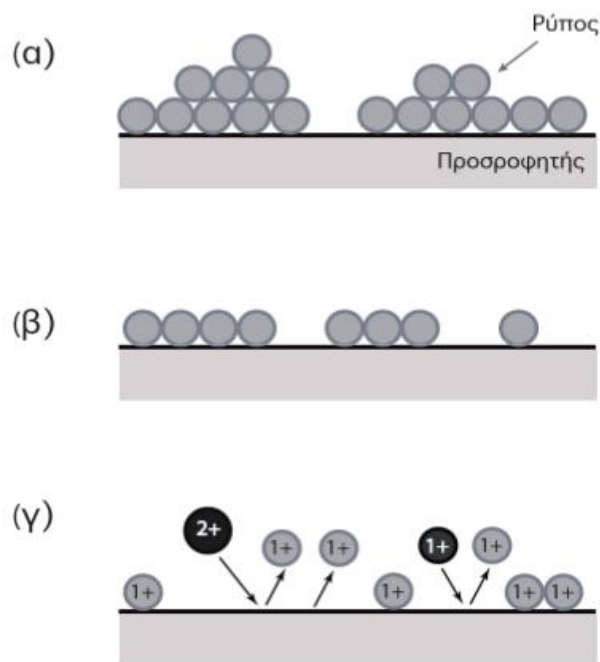 (α)
Ρύπος
Προσροφητής
(β)
(γ)
2+ 1+ 1+ 1+ 1+
1+ 1+ 1+ 1+